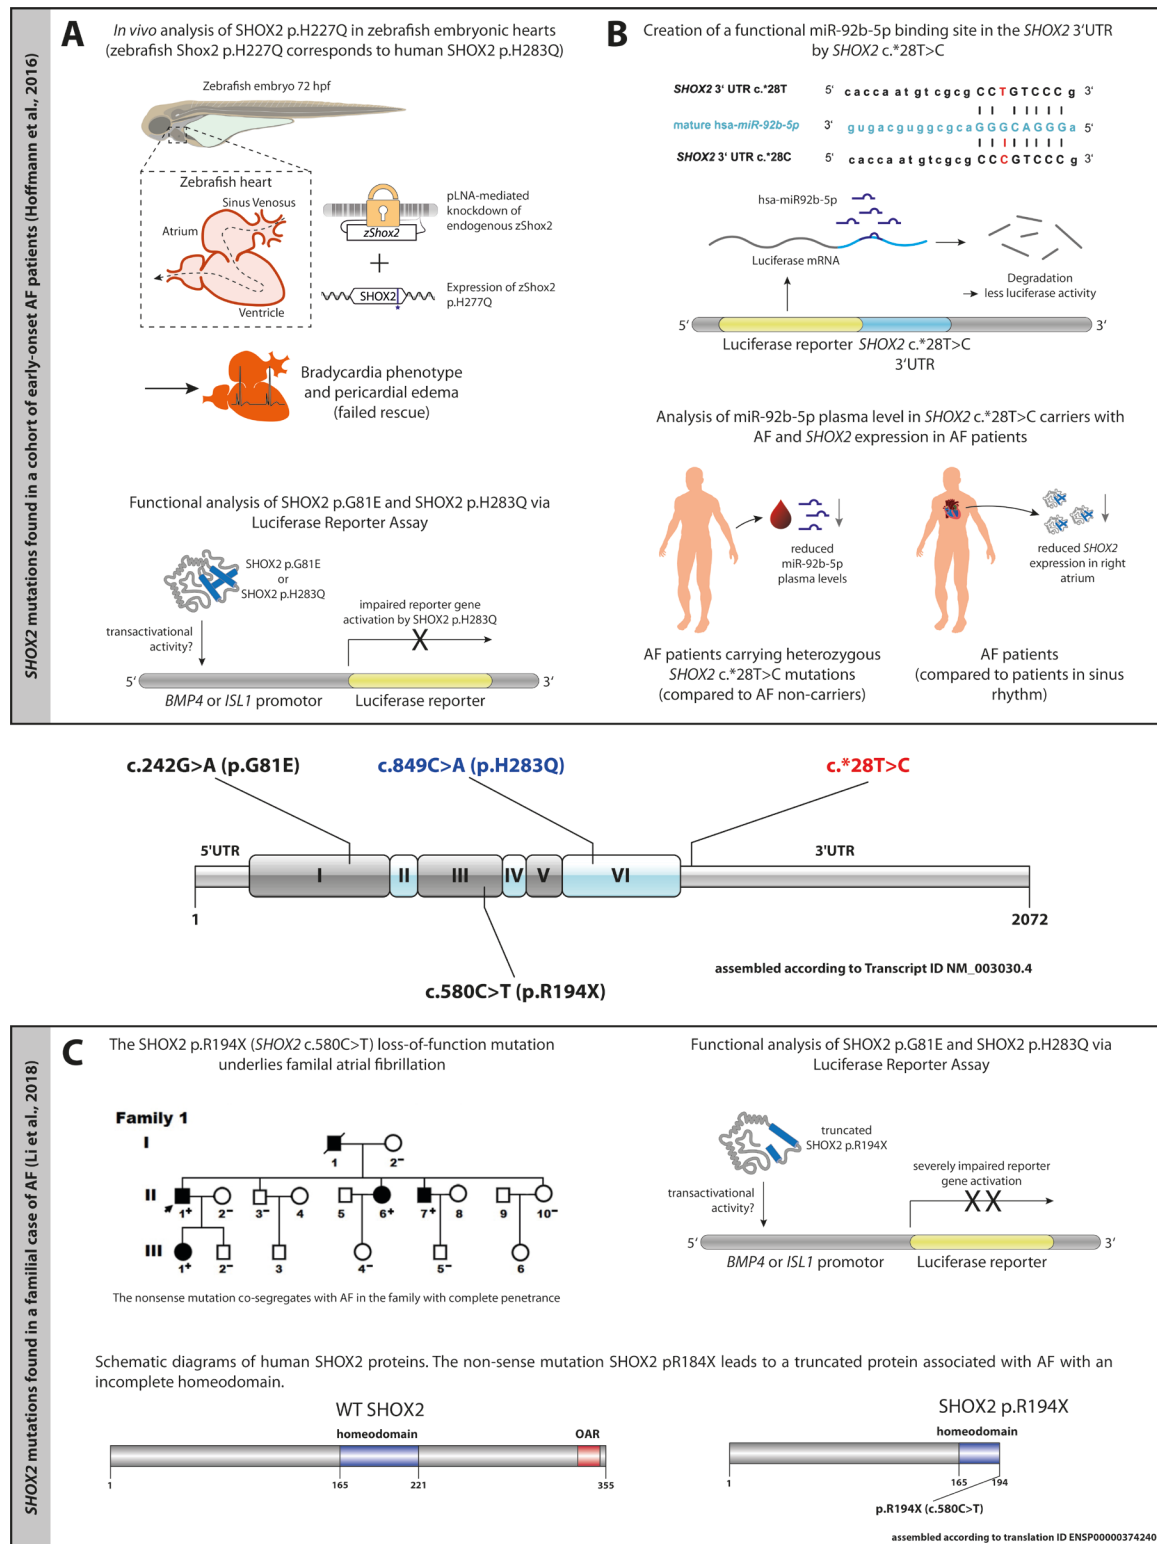 SHOX2 mutations found in a cohort of early-onset AF patients (Hoffmann et al., 2016)
A
In vivo analysis of SHOX2 p.H227Q in zebrafish embryonic hearts
(zebrafish Shox2 p.H227Q corresponds to human SHOX2 p.H283Q)
Zebrafish embryo 72 hpf
Zebrafish heart
Sinus Venosus
Atrium
Ventricle
pLNA-mediated
knockdown of
endogenous zShox2
zShox2
+
SHOX2
*
Expression of zShox2
p.H277Q
Bradycardia phenotype
and pericardial edema
(failed rescue)
Functional analysis of SHOX2 p.G81E and SHOX2 p.H283Q via
Luciferase Reporter Assay
SHOX2 p.G81E
or
SHOX2 p.H283Q
transactivational
activity?
impaired reporter gene
activation by SHOX2 p.H283Q
X
5' 3'
BMP4 or ISL1 promotor Luciferase reporter
B
Creation of a functional miR-92b-5p binding site in the SHOX2 3'UTR
by SHOX2 c.*28T>C
SHOX2 3' UTR c.*28T 5' caccaatgtcgcgCCTGTCCCg 3'
mature hsa-miR-92b-5p 3' gugacguggcgcaGGGCAGGGa 5'
SHOX2 3' UTR c.*28C 5' caccaatgtcgcgCCCGTCCCg 3'
hsa-miR92b-5p
Luciferase mRNA
Degradation
less luciferase activity
5' 3'
Luciferase reporter SHOX2 c.*28T>C
3'UTR
Analysis of miR-92b-5p plasma level in SHOX2 c.*28T>C carriers with
AF and SHOX2 expression in AF patients
reduced
miR-92b-5p
plasma levels
AF patients carrying heterozygous
SHOX2 c.*28T>C mutations
(compared to AF non-carriers)
reduced SHOX2
expression in right
atrium
AF patients
(compared to patients in sinus
rhythm)
c.242G>A (p.G81E) c.849C>A (p.H283Q) c.*28T>C
5'UTR 3'UTR
I II III IV V VI
1 2072
c.580C>T (p.R194X)
assembled according to Transcript ID NM_003030.4
SHOX2 mutations found in a familial case of AF (Li et al., 2018)
C
The SHOX2 p.R194X (SHOX2 c.580C>T) loss-of-function mutation
underlies familal atrial fibrillation
Family 1
I
1 2-
II
1+ 2- 3- 4 5 6+ 7+ 8 9 10-
III
1+ 2- 3 4- 5- 6
The nonsense mutation co-segregates with AF in the family with complete penetrance
Functional analysis of SHOX2 p.G81E and SHOX2 p.H283Q via
Luciferase Reporter Assay
truncated
SHOX2 p.R194X
transactivational
activity?
severely impaired reporter
gene activation
X X
5' 3'
BMP4 or ISL1 promotor Luciferase reporter
Schematic diagrams of human SHOX2 proteins. The non-sense mutation SHOX2 pR184X leads to a truncated protein associated with AF with an
incomplete homeodomain.
WT SHOX2
homeodomain OAR
1 165 221 355
SHOX2 p.R194X
homeodomain
1 165 194
p.R194X (c.580C>T)
assembled according to translation ID ENSP00000374240